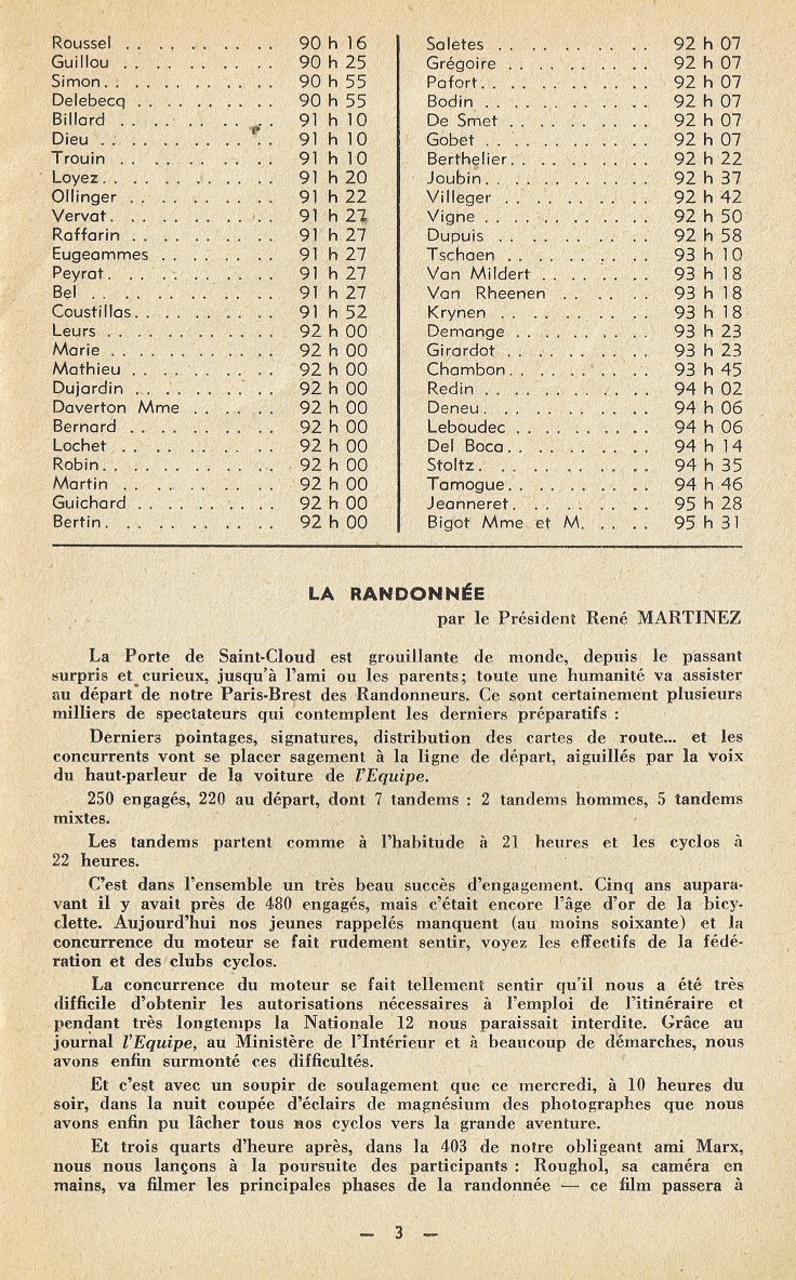 Roussel . . . . . . . . . . 90 h 16
Guillou . . . . . . . . . . 90 h 25
Simon. . . . . . . . . . . . 90 h 55
Delebecq . . . . . . . . . 90 h 55
Billard . . . . . . . . . . 91 h 10
Dieu . . . . . . . . . . . 91 h 10
Trouin . . . . . . . . . . 91 h 10
Loyez. . . . . . . . . . . . 91 h 20
Ollinger . . . . . . . . . . 91 h 22
Vervat. . . . . . . . . . . 91 h 27
Raffarin . . . . . . . . . 91 h 27
Eugeammes . . . . . . . 91 h 27
Peyrat. . . . . . . . . . . 91 h 27
Bel . . . . . . . . . . . . 91 h 27
Coustillas. . . . . . . . . . 91 h 52
Leurs . . . . . . . . . . . 92 h 00
Marie . . . . . . . . . . . 92 h 00
Mathieu . . . . . . . . . 92 h 00
Dujardin . . . . . . . . . 92 h 00
Daverton Mme . . . . . . 92 h 00
Bernard . . . . . . . . . . 92 h 00
Lochet . . . . . . . . . . 92 h 00
Robin. . . . . . . . . . . . 92 h 00
Martin . . . . . . . . . . 92 h 00
Guichard . . . . . . . . . 92 h 00
Bertin. . . . . . . . . . . 92 h 00
Saletes . . . . . . . . . . 92 h 07
Grégoire . . . . . . . . . 92 h 07
Pafort. . . . . . . . . . . 92 h 07
Bodin . . . . . . . . . . . 92 h 07
De Smet . . . . . . . . . 92 h 07
Gobet . . . . . . . . . . . 92 h 07
Berthelier. . . . . . . . . . 92 h 22
Joubin. . . . . . . . . . . 92 h 37
Villeger . . . . . . . . . . 92 h 42
Vigne . . . . . . . . . . . 92 h 50
Dupuis . . . . . . . . . . 92 h 58
Tschaen . . . . . . . . . 93 h 10
Van Mildert . . . . . . . 93 h 18
Van Rheenen . . . . . . 93 h 18
Krynen . . . . . . . . . . 93 h 18
Demange . . . . . . . . . 93 h 23
Girardot . . . . . . . . . 93 h 23
Chambon. . . . . . . . . . 93 h 45
Redin . . . . . . . . . . . 94 h 02
Deneu. . . . . . . . . . . 94 h 06
Leboudec . . . . . . . . . 94 h 06
Del Boca. . . . . . . . . . 94 h 14
Stoltz. . . . . . . . . . . 94 h 35
Tamogue. . . . . . . . . . 94 h 46
Jeanneret. . . . . . . . . 95 h 28
Bigot Mme et M. . . . . 95 h 31
LA RANDONNÉE
par le Président René MARTINEZ
La Porte de Saint-Cloud est grouillante de monde, depuis le passant
surpris et curieux, jusqu'à l'ami ou les parents; toute une humanité va assister
au départ de notre Paris-Brest des Randonneurs. Ce sont certainement plusieurs
milliers de spectateurs qui contemplent les derniers préparatifs :
Derniers pointages, signatures, distribution des cartes de route... et les
concurrents vont se placer sagement à la ligne de départ, aiguillés par la voix
du haut-parleur de la voiture de l'Equipe.
250 engagés, 220 au départ, dont 7 tandems : 2 tandems hommes, 5 tandems
mixtes.
Les tandems partent comme à l'habitude à 21 heures et les cyclos à
22 heures.
C'est dans l'ensemble un très beau succès d'engagement. Cinq ans aupara-
vant il y avait près de 480 engagés, mais c'était encore l'âge d'or de la bicy-
clette. Aujourd'hui nos jeunes rappelés manquent (au moins soixante) et la
concurrence du moteur se fait rudement sentir, voyez les effectifs de la fédé-
ration et des clubs cyclos.
La concurrence du moteur se fait tellement sentir qu'il nous a été très
difficile d'obtenir les autorisations nécessaires à l'emploi de l'itinéraire et
pendant très longtemps la Nationale 12 nous paraissait interdite. Grâce au
journal l'Equipe, au Ministère de l'Intérieur et à beaucoup de démarches, nous
avons enfin surmonté ces difficultés.
Et c'est avec un soupir de soulagement que ce mercredi, à 10 heures du
soir, dans la nuit coupée d'éclairs de magnésium des photographes que nous
avons enfin pu lâcher tous nos cyclos vers la grande aventure.
Et trois quarts d'heure après, dans la 403 de notre obligeant ami Marx,
nous nous lançons à la poursuite des participants : Roughol, sa caméra en
mains, va filmer les principales phases de la randonnée — ce film passera à
— 3 —